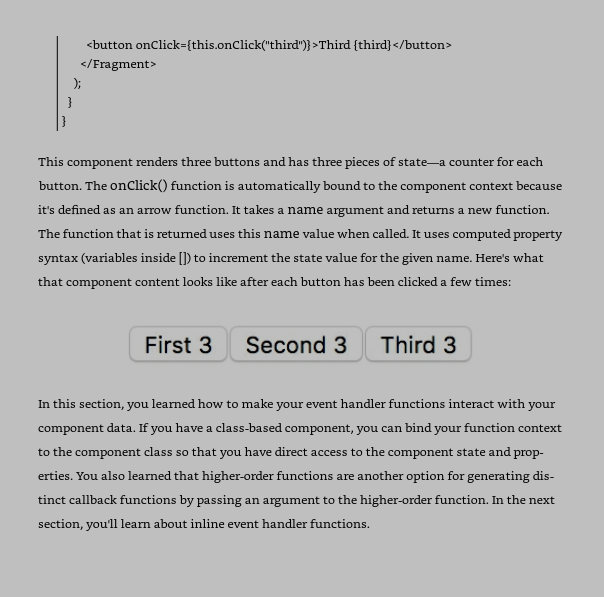 <button onClick={this.onClick("third")}>Third {third}</button>
</Fragment>
);
}
}
This component renders three buttons and has three pieces of state—a counter for each
button. The onClick() function is automatically bound to the component context because
it's defined as an arrow function. It takes a name argument and returns a new function.
The function that is returned uses this name value when called. It uses computed property
syntax (variables inside []) to increment the state value for the given name. Here's what
that component content looks like after each button has been clicked a few times:
First 3 Second 3 Third 3
In this section, you learned how to make your event handler functions interact with your
component data. If you have a class-based component, you can bind your function context
to the component class so that you have direct access to the component state and prop-
erties. You also learned that higher-order functions are another option for generating dis-
tinct callback functions by passing an argument to the higher-order function. In the next
section, you'll learn about inline event handler functions.